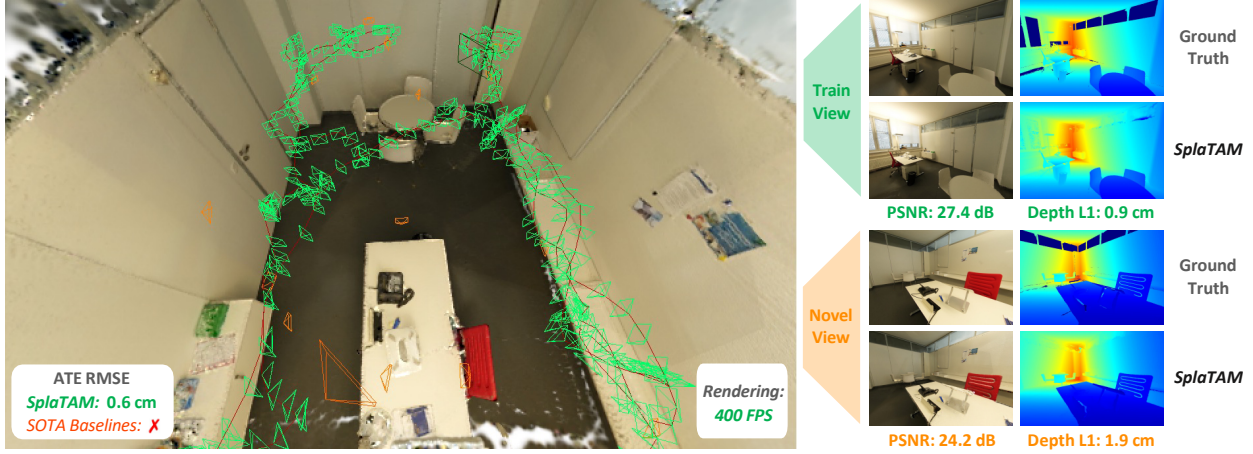 ATE RMSE
SplaTAM: 0.6 cm
SOTA Baselines: ✗
Rendering:
400 FPS
Train
View
Ground
Truth
SplaTAM
PSNR: 27.4 dB
Depth L1: 0.9 cm
Novel
View
Ground
Truth
SplaTAM
PSNR: 24.2 dB
Depth L1: 1.9 cm